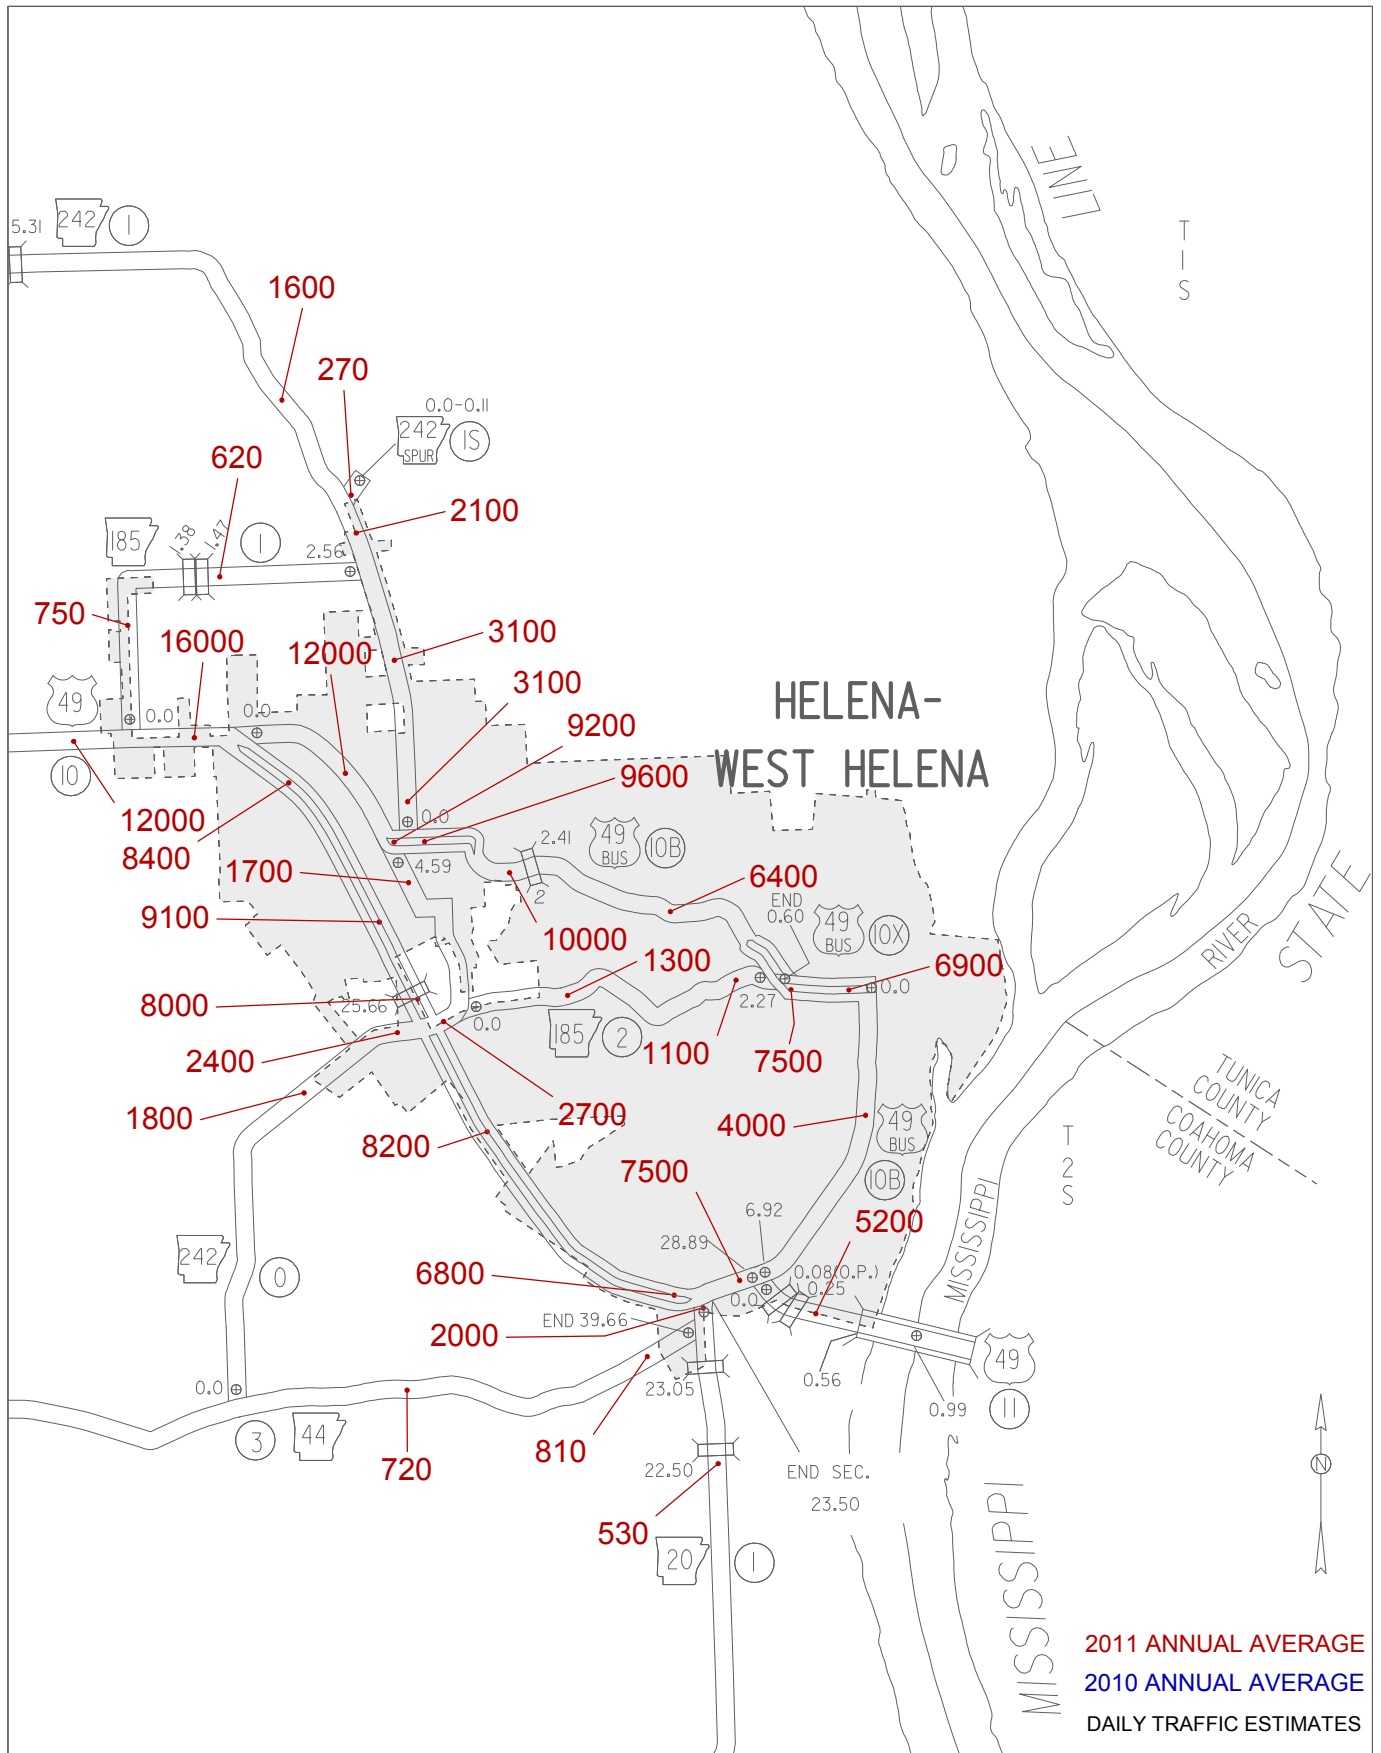 LINE
T
1
S
5.31
242
1
1600
270
0.0-0.11
242
SPUR
1S
620
2100
185
1.38
1.47
1
2.56
750
16000
12000
3100
3100
49
0.0
0.0
HELENA-
WEST HELENA
9200
9600
10
12000
8400
0.0
2.41
49
BUS
10B
4.59
2
1700
6400
END
0.60
49
BUS
10X
9100
10000
1300
6900
0.0
RIVER
STATE
8000
25.66
0.0
2.27
185
2
1100
7500
2400
1800
2700
8200
4000
49
BUS
10B
TUNICA
COUNTY
COAHOMA
COUNTY
T
2
S
7500
6.92
5200
28.89
MISSISSIPPI
242
0
6800
0.08(O.P.)
0.25
0.0
END 39.66
2000
0.0
23.05
0.56
49
11
0.99
3
44
720
810
22.50
END SEC.
23.50
N
530
20
1
MISSISSIPPI
2011 ANNUAL AVERAGE
2010 ANNUAL AVERAGE
DAILY TRAFFIC ESTIMATES